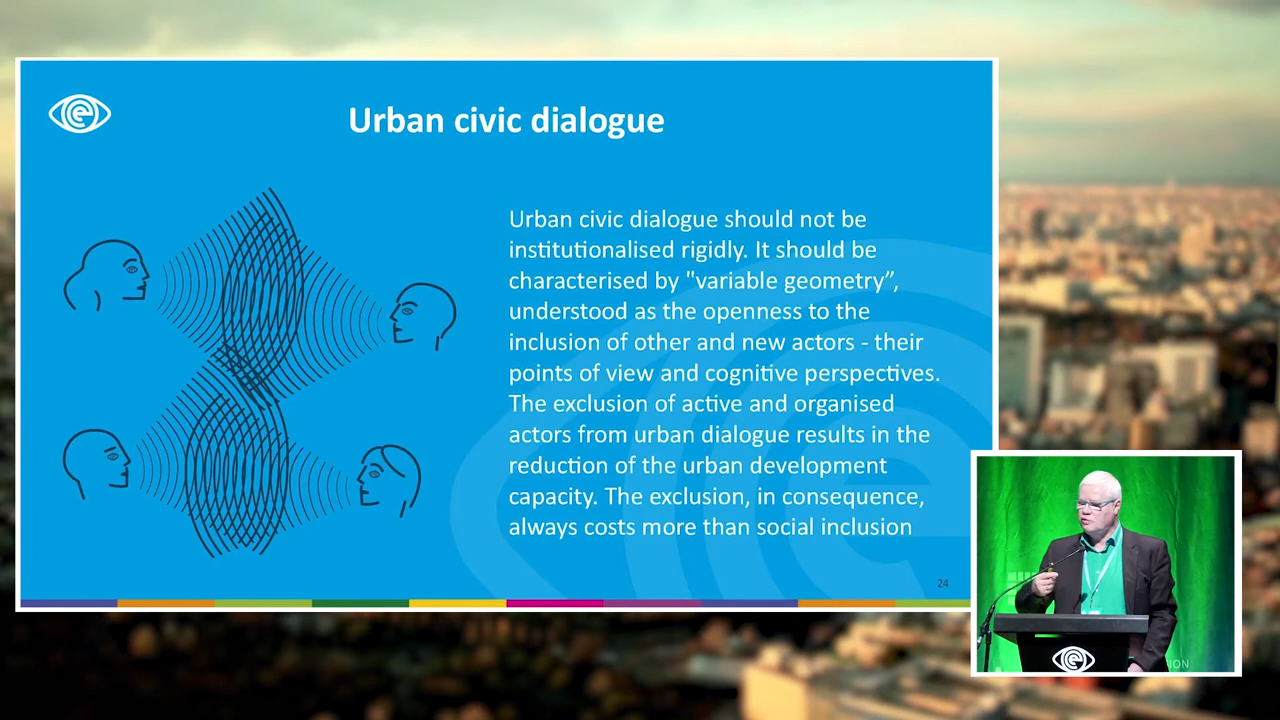 Urban civic dialogue
Urban civic dialogue should not be
institutionalised rigidly. It should be
characterised by "variable geometry”,
understood as the openness to the
inclusion of other and new actors - their
points of view and cognitive perspectives.
The exclusion of active and organised
actors from urban dialogue results in the
reduction of the urban development
capacity. The exclusion, in consequence,
always costs more than social inclusion
24
e
e
ION